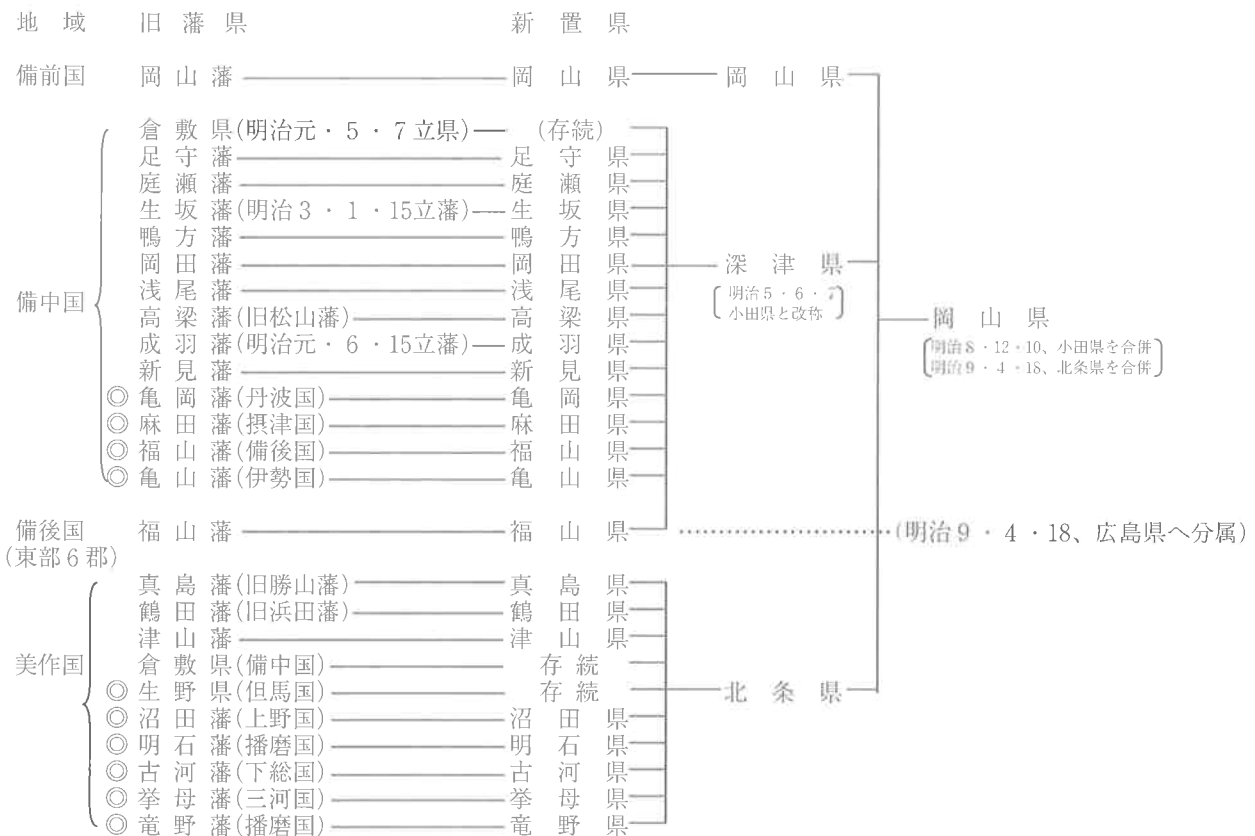 地域 旧藩県 新置県
備前国 岡山藩 岡山県 岡山県
倉敷県(明治元・5・7立県) (存続)
足守藩 足守県
庭瀬藩 庭瀬県
生坂藩(明治3・1・15立藩) 生坂県
鴨方藩 鴨方県
岡田藩 岡田県 深津県
浅尾藩 浅尾県 明治5・6・7
備中国
高梁藩(旧松山藩) 高梁県 小田県と改称 岡山県
成羽藩(明治元・6・15立藩) 成羽県 明治8・12・10、小田県を合併
新見藩 新見県 明治9・4・18、北条県を合併
◎亀岡藩(丹波国) 亀岡県
◎麻田藩(摂津国) 麻田県
◎福山藩(備後国) 福山県
◎亀山藩(伊勢国) 亀山県
備後国 福山藩 福山県 (明治9・4・18、広島県へ分属)
(東部6郡)
真島藩(旧勝山藩) 真島県
鶴田藩(旧浜田藩) 鶴田県
津山藩 津山県
美作国 倉敷県(備中国) 存続
◎生野県(但馬国) 存続 北条県
◎沼田藩(上野国) 沼田県
◎明石藩(播磨国) 明石県
◎古河藩(下総国) 古河県
◎挙母藩(三河国) 挙母県
◎竜野藩(播磨国) 竜野県